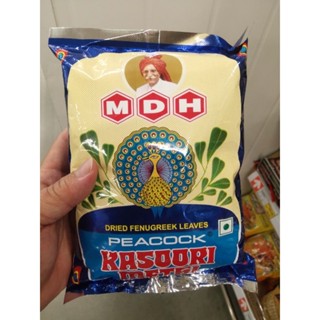 MDH
DRIED FENUGREEK LEAVES
PEACOCK
KASOORI